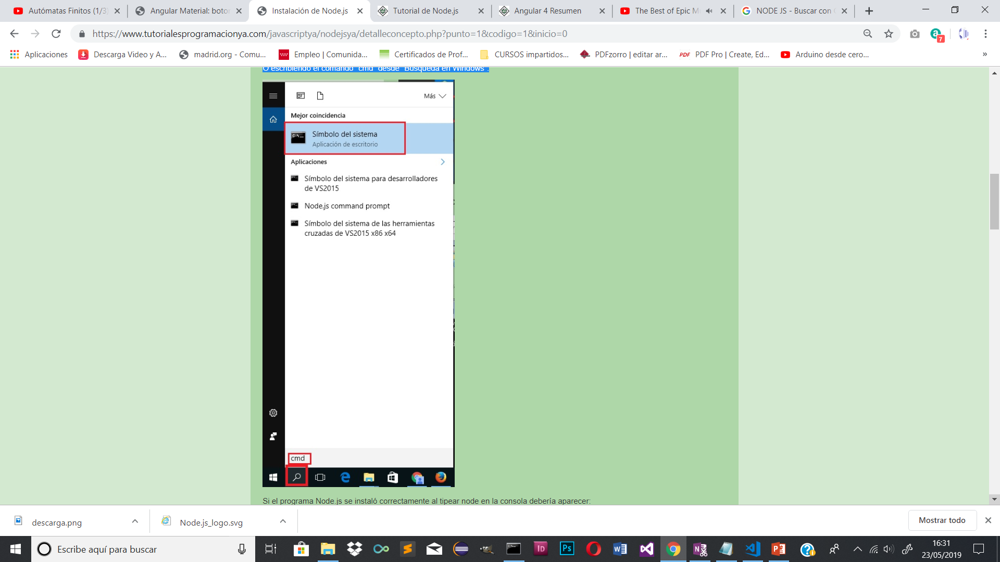 Autómatas Finitos (1/3)
Angular Material: boto
Instalación de Node.js
Tutorial de Node.js
Angular 4 Resumen
The Best of Epic M
NODE JS - Buscar con
https://www.tutorialesprogramacionya.com/javascriptya/nodejsya/detalleconcepto.php?punto=1&codigo=1&inicio=0
7
Aplicaciones
Descarga Video y A...
madrid.org - Comu...
Empleo | Comunida...
Certificados de Prof...
CURSOS impartidos...
PDFzorro | editar ar...
PDF PDF Pro | Create, Ed...
Arduino desde cero...
O escribiendo el comando "cmd" desde "Búsqueda en Windows".
Más
Mejor coincidencia
Símbolo del sistema
Aplicación de escritorio
Aplicaciones
Símbolo del sistema para desarrolladores
de VS2015
Node.js command prompt
Símbolo del sistema de las herramientas
cruzadas de VS2015 x86 x64
cmd
Si el programa Node.js se instaló correctamente al tipear node en la consola debería aparecer:
descarga.png
Node.js_logo.svg
Mostrar todo
Escribe aquí para buscar
16:31
23/05/2019